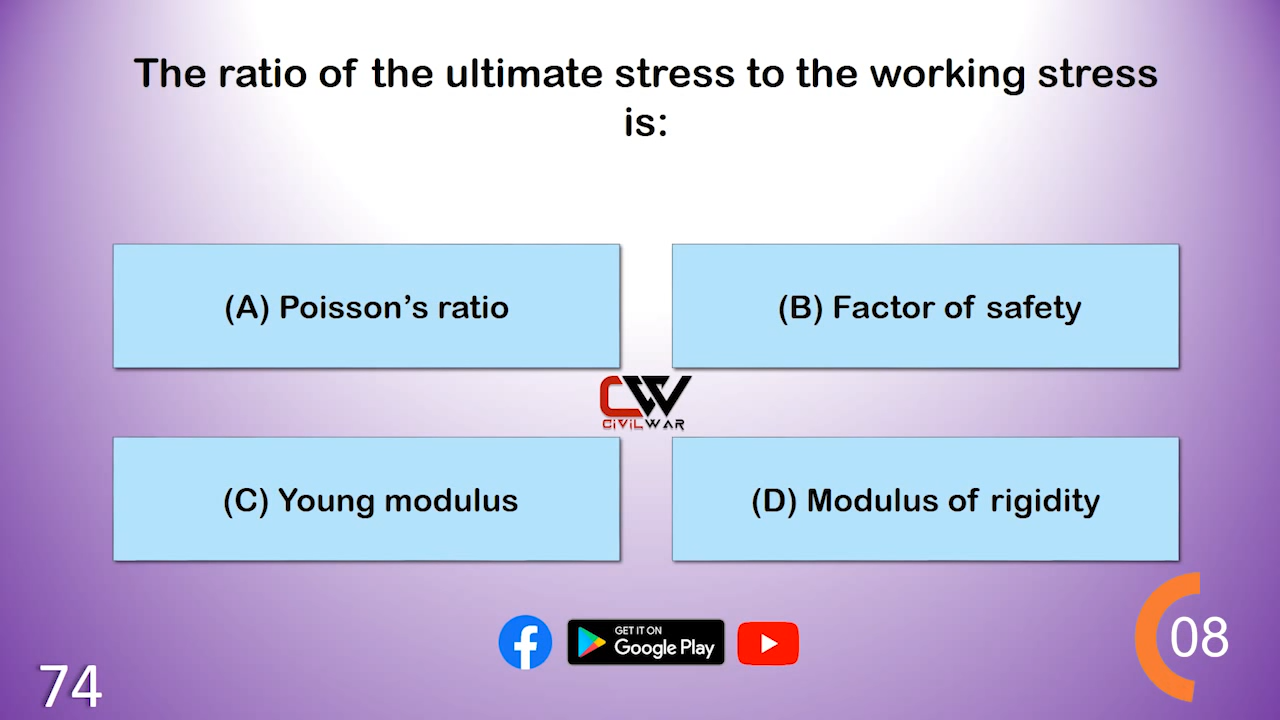 The ratio of the ultimate stress to the working stress
is:
(A) Poisson’s ratio
(B) Factor of safety
CW
CiViLWAR
(C) Young modulus
(D) Modulus of rigidity
f
GET IT ON
Google Play
08
74